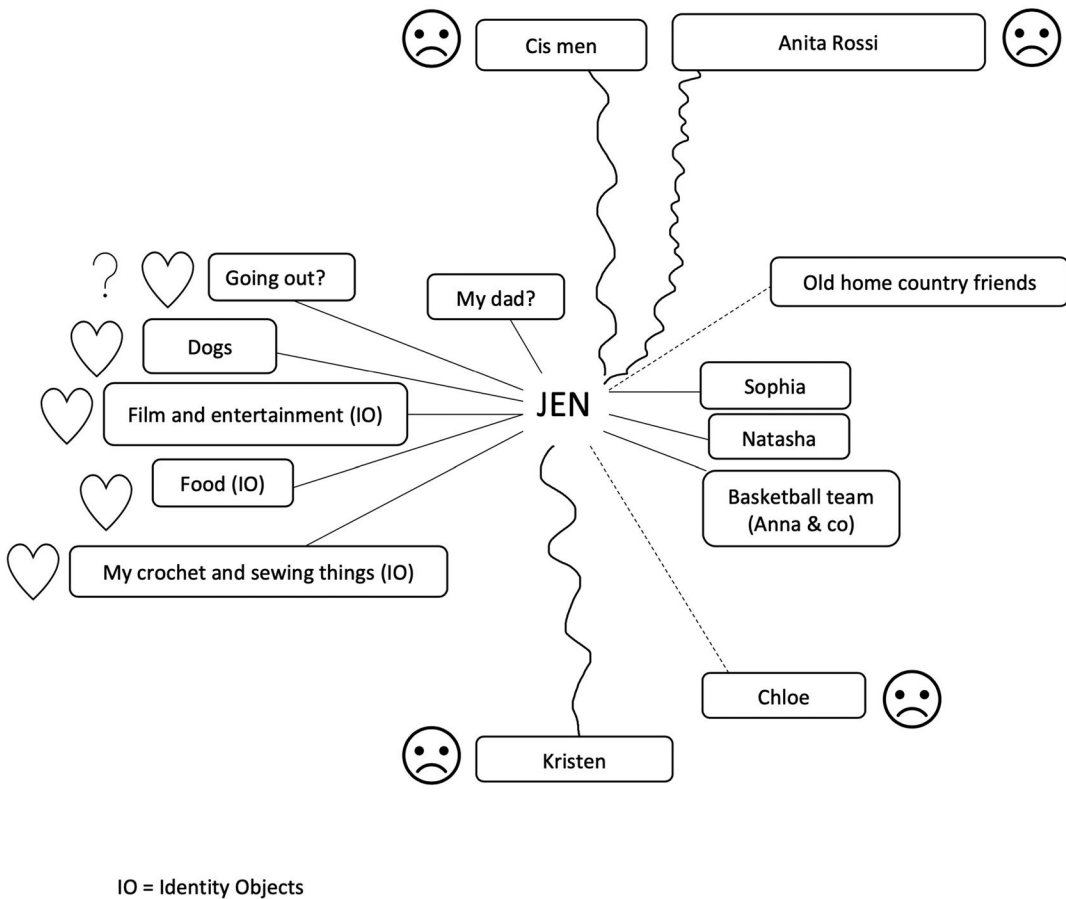 Cis men
Anita Rossi
?
Going out?
My dad?
Old home country friends
Dogs
JEN
Sophia
Film and entertainment (IO)
Natasha
Food (IO)
Basketball team
(Anna & co)
My crochet and sewing things (IO)
Chloe
Kristen
IO = Identity Objects